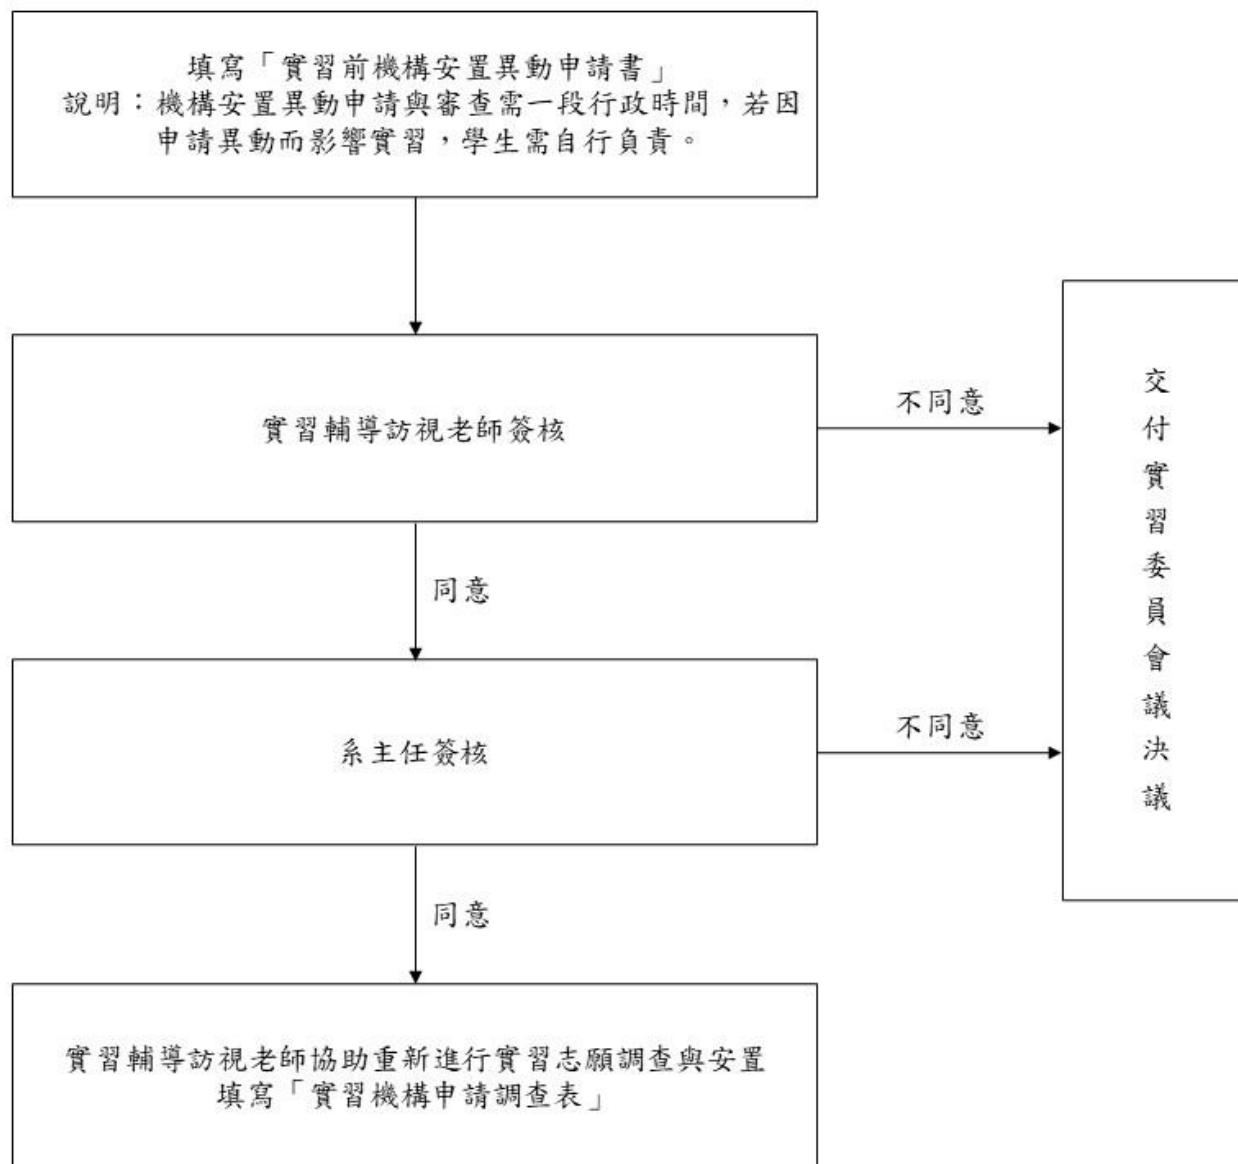 填寫「實習前機構安置異動申請書」
說明：機構安置異動申請與審查需一段行政時間，若因
申請異動而影響實習，學生需自行負責。
實習輔導訪視老師簽核
不同意
同意
系主任簽核
不同意
同意
實習輔導訪視老師協助重新進行實習志願調查與安置
填寫「實習機構申請調查表」
交付實習委員會議決議